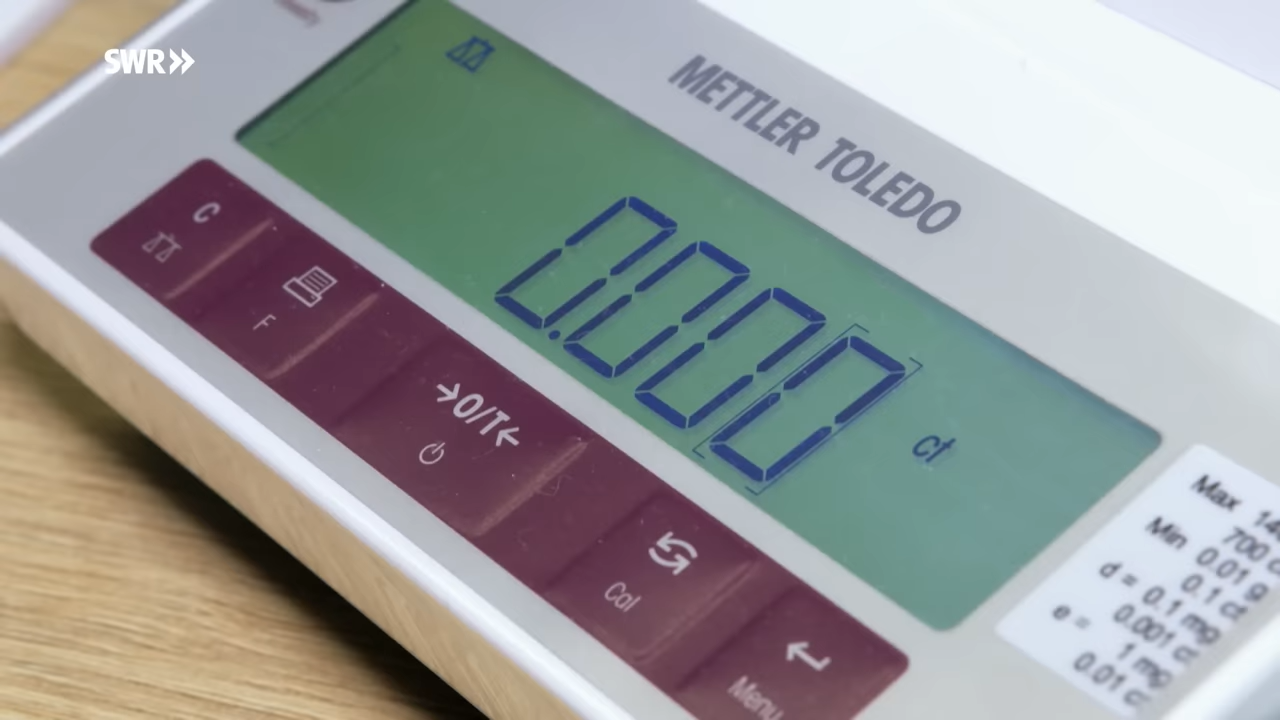 SWR
METTLER TOLEDO
0.000 ct
C
F
→0/T←
Cal
Menu
Max
700
Min 0.01 g
0.1 ct
d = 0.1 mg
0.001 ct
e = 1 mg
0.01 ct